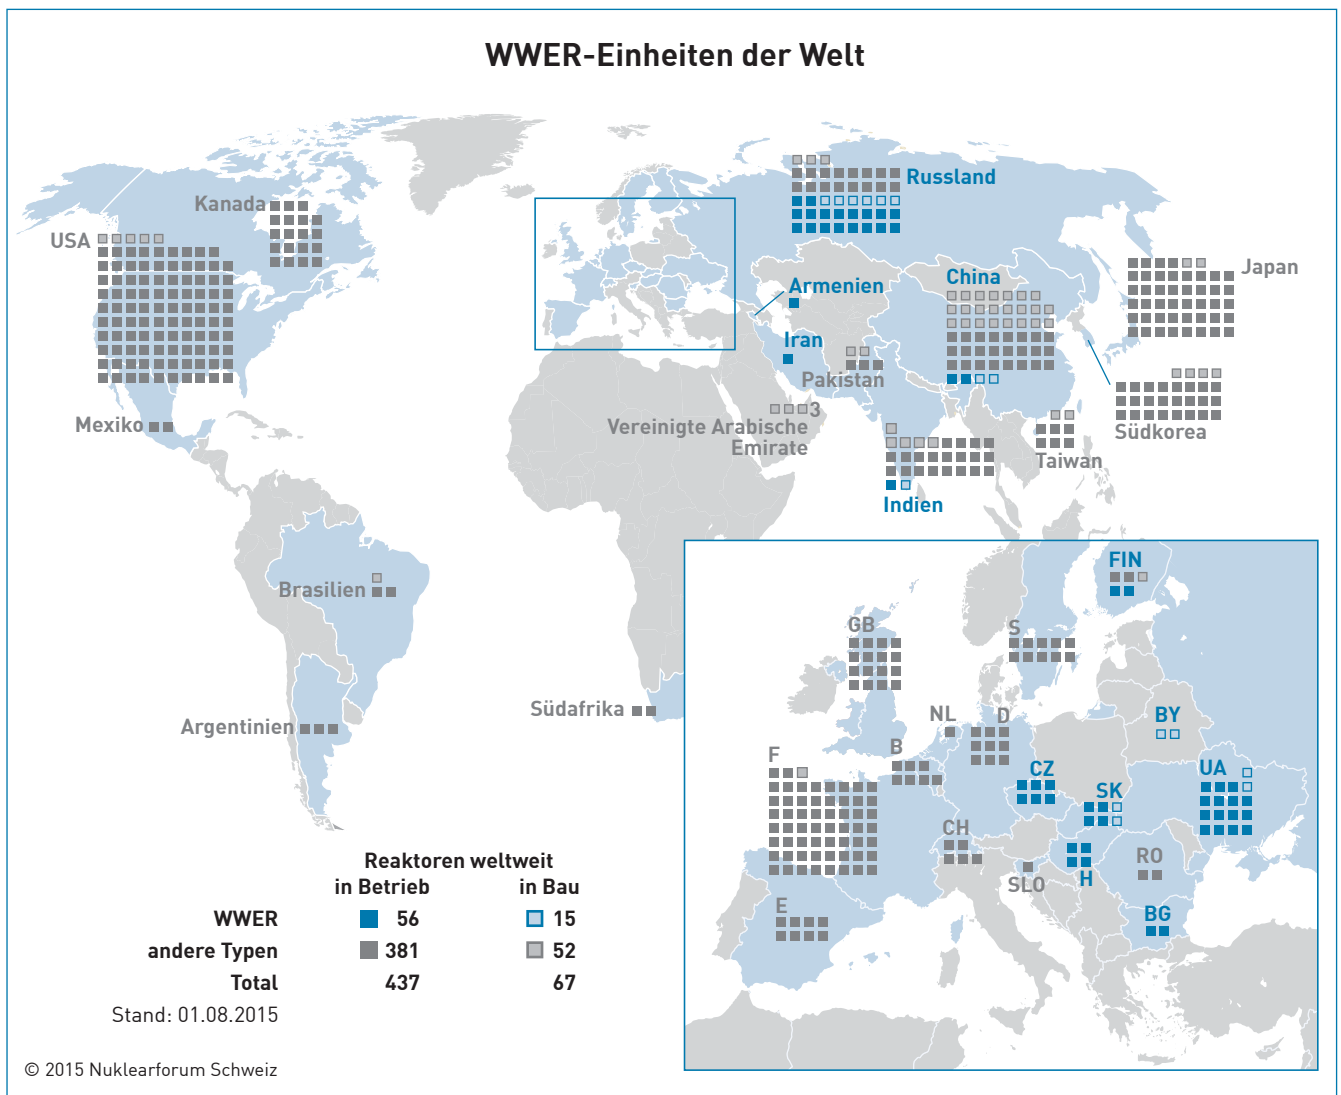 WWER-Einheiten der Welt
Russland
Kanada
USA
Japan
China
Armenien
Iran
Pakistan
Mexiko
3
Vereinigte Arabische
Emirate
Südkorea
Taiwan
Indien
Brasilien
Südafrika
Argentinien
FIN
GB
S
NL
D
BY
B
F
CZ
UA
SK
CH
RO
SLO
H
E
BG
Reaktoren weltweit
in Betrieb in Bau
WWER 56 15
andere Typen 381 52
Total 437 67
Stand: 01.08.2015
© 2015 Nuklearforum Schweiz